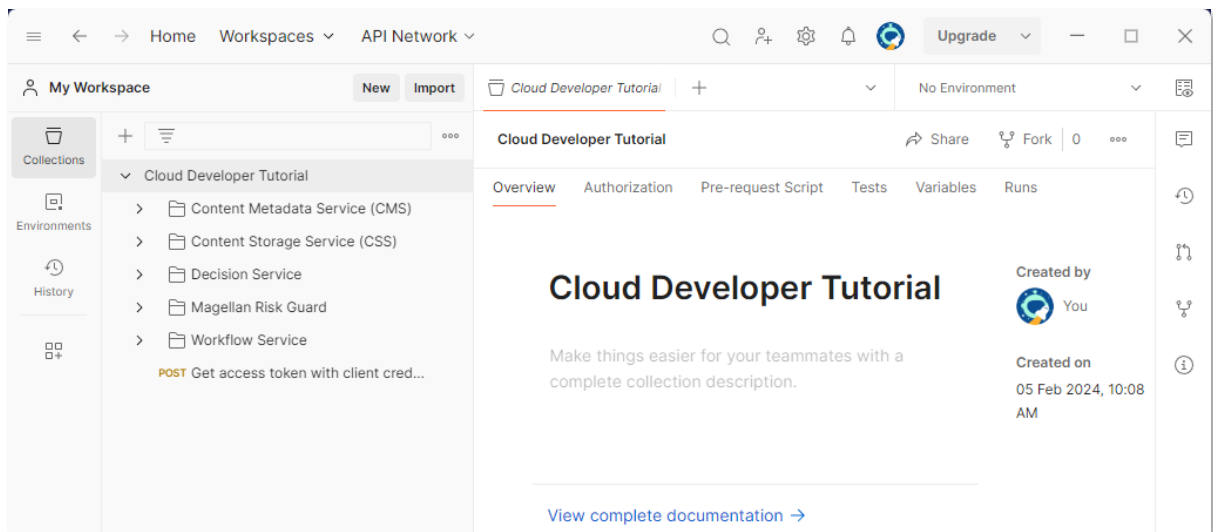 Home Workspaces API Network Upgrade
My Workspace New Import
Cloud Developer Tutorial No Environment
Collections
Environments
History
Cloud Developer Tutorial
Content Metadata Service (CMS)
Content Storage Service (CSS)
Decision Service
Magellan Risk Guard
Workflow Service
POST Get access token with client cred...
Cloud Developer Tutorial Share Fork 0
Overview Authorization Pre-request Script Tests Variables Runs
Cloud Developer Tutorial
Make things easier for your teammates with a
complete collection description.
View complete documentation →
Created by
You
Created on
05 Feb 2024, 10:08
AM